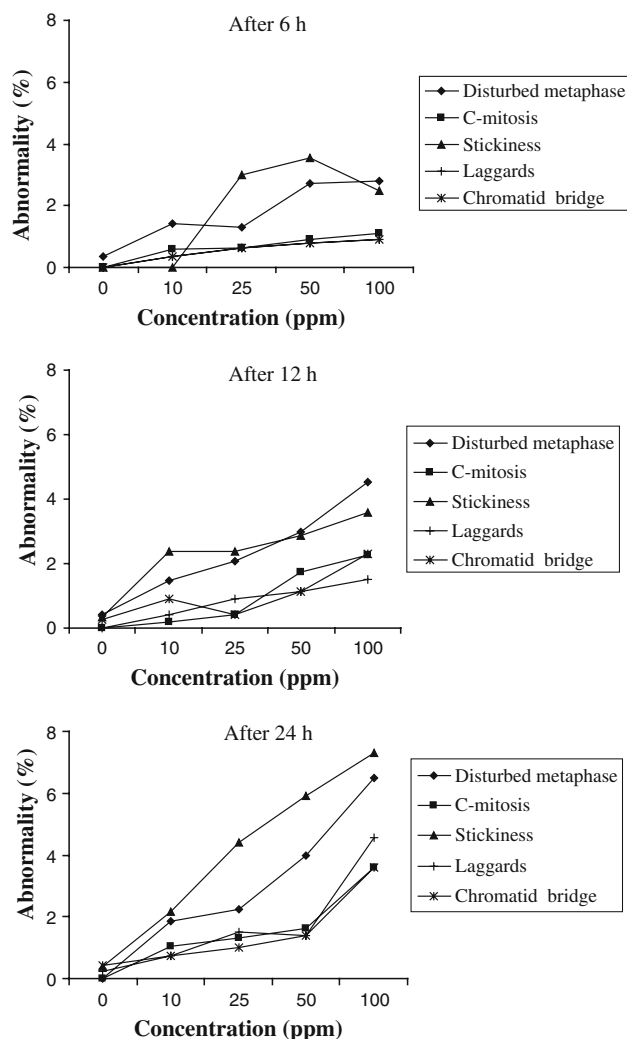 After 6 h
8
6
4
2
0
Abnormality (%)
0 10 25 50 100
Concentration (ppm)
Disturbed metaphase
C-mitosis
Stickiness
Laggards
Chromatid bridge
After 12 h
8
6
4
2
0
Abnormality (%)
0 10 25 50 100
Concentration (ppm)
Disturbed metaphase
C-mitosis
Stickiness
Laggards
Chromatid bridge
After 24 h
8
6
4
2
0
Abnormality (%)
0 10 25 50 100
Concentration (ppm)
Disturbed metaphase
C-mitosis
Stickiness
Laggards
Chromatid bridge